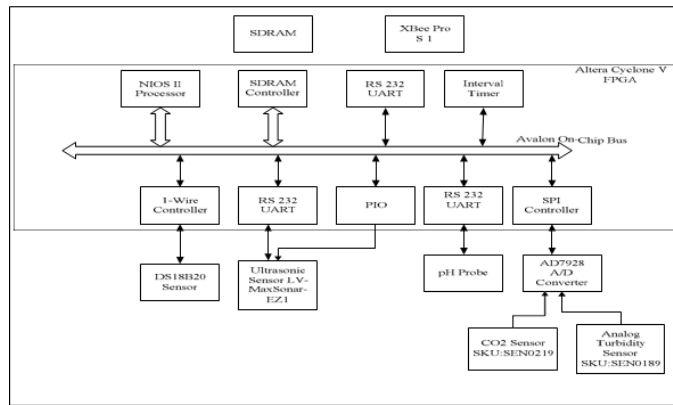 SDRAM
XBee Pro
S 1
Altera Cyclone V
FPGA
NIOS II
Processor
SDRAM
Controller
RS 232
UART
Interval
Timer
Avalon On-Chip Bus
1-Wire
Controller
RS 232
UART
PIO
RS 232
UART
SPI
Controller
DS18B20
Sensor
Ultrasonic
Sensor LV-
MaxSonar-
EZ1
pH Probe
AD7928
A/D
Converter
CO2 Sensor
SKU:SEN0219
Analog
Turbidity
Sensor
SKU:SEN0189